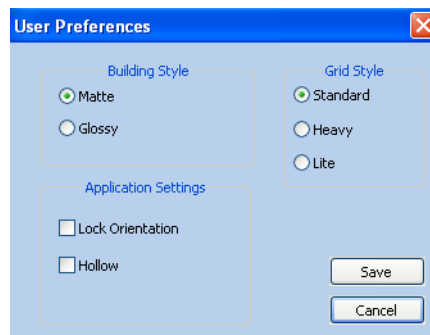 User Preferences
Building Style
Matte
Glossy
Grid Style
Standard
Heavy
Lite
Application Settings
Lock Orientation
Hollow
Save
Cancel